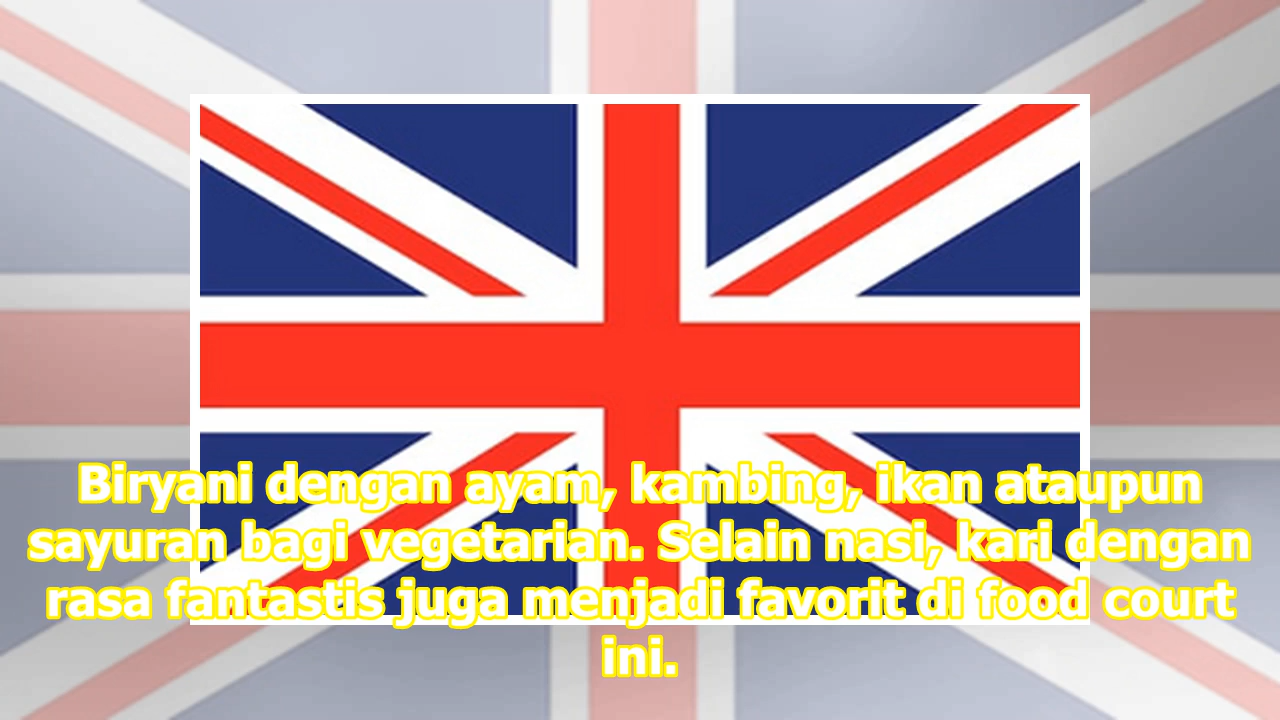 Biryani dengan ayam, kambing, ikan ataupun
sayuran bagi vegetarian. Selain nasi, kari dengan
rasa fantastis juga menjadi favorit di food court
ini.